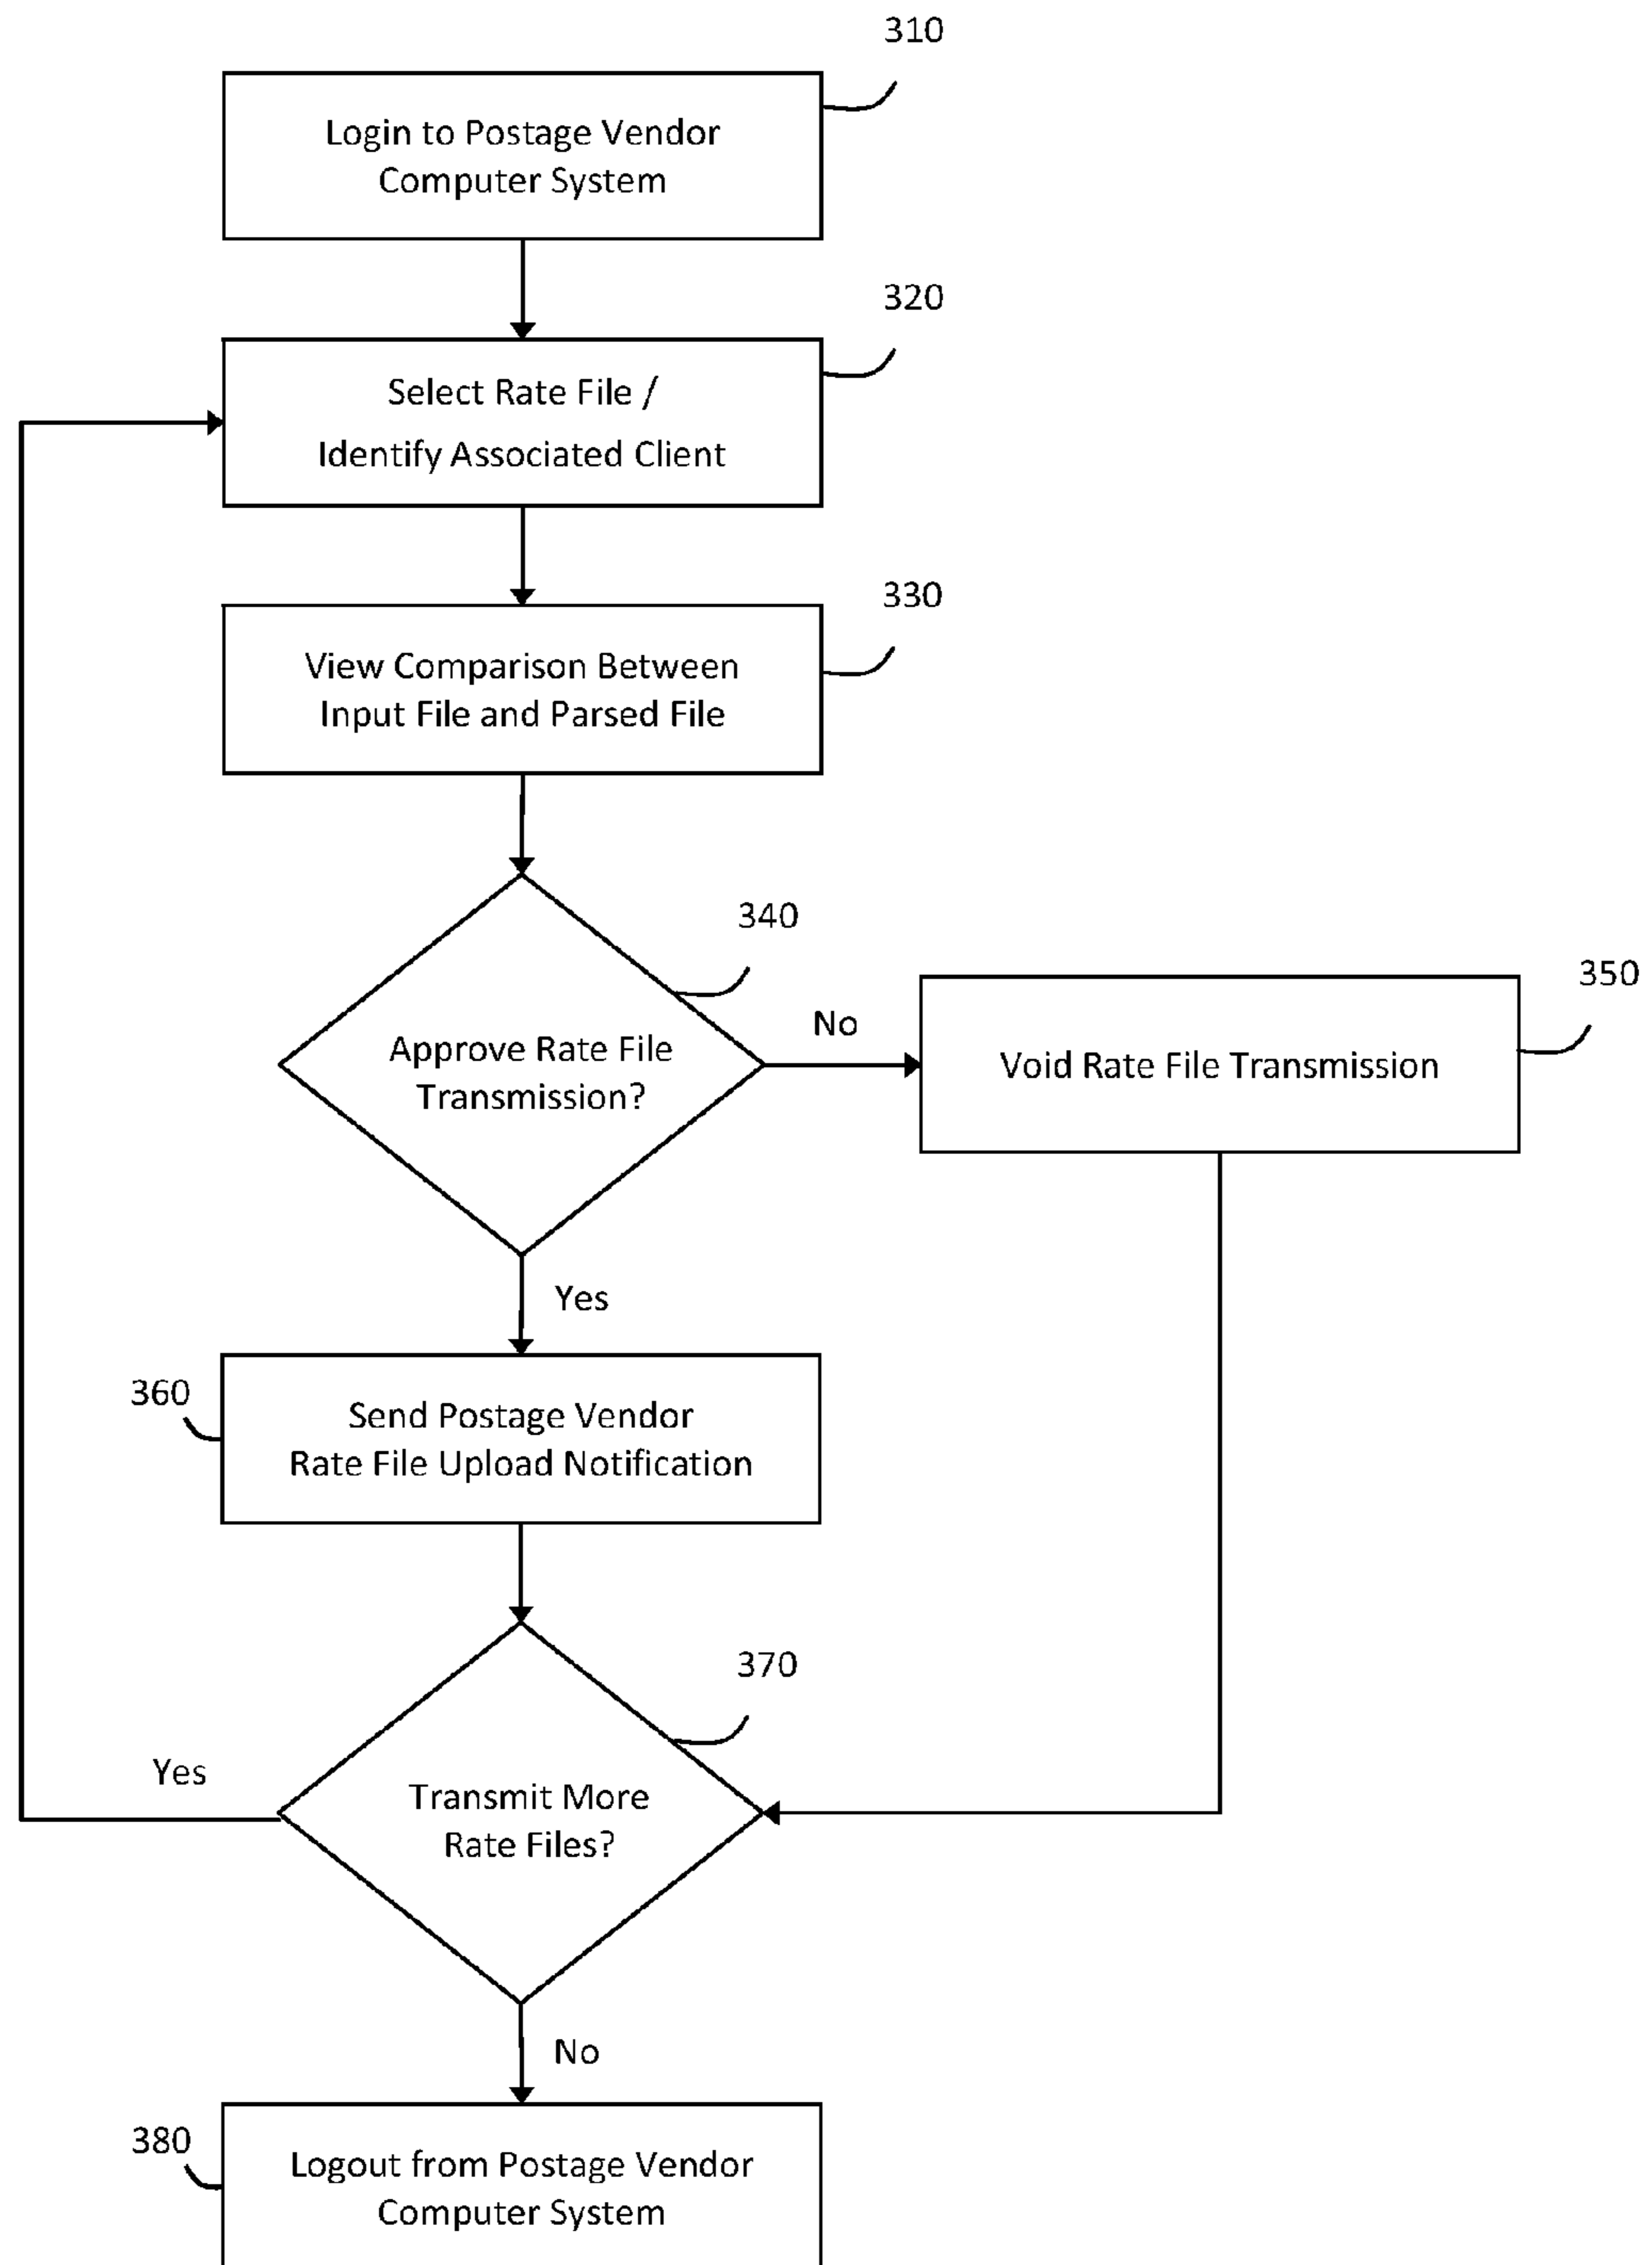 310
Login to Postage Vendor
Computer System
320
Select Rate File /
Identify Associated Client
330
View Comparison Between
Input File and Parsed File
340
Approve Rate File
Transmission?
No
350
Void Rate File Transmission
Yes
360
Send Postage Vendor
Rate File Upload Notification
370
Transmit More
Rate Files?
Yes
No
380
Logout from Postage Vendor
Computer System